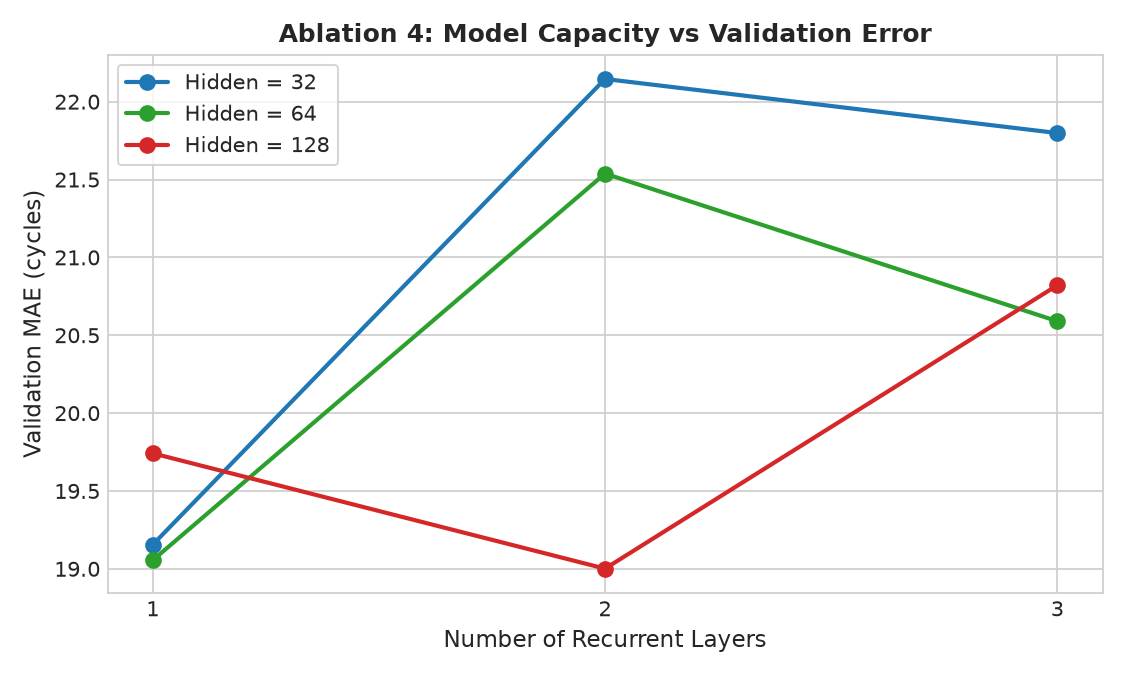 Ablation 4: Model Capacity vs Validation Error
Hidden = 32
Hidden = 64
Hidden = 128
Validation MAE (cycles)
22.0
21.5
21.0
20.5
20.0
19.5
19.0
1 2 3
Number of Recurrent Layers